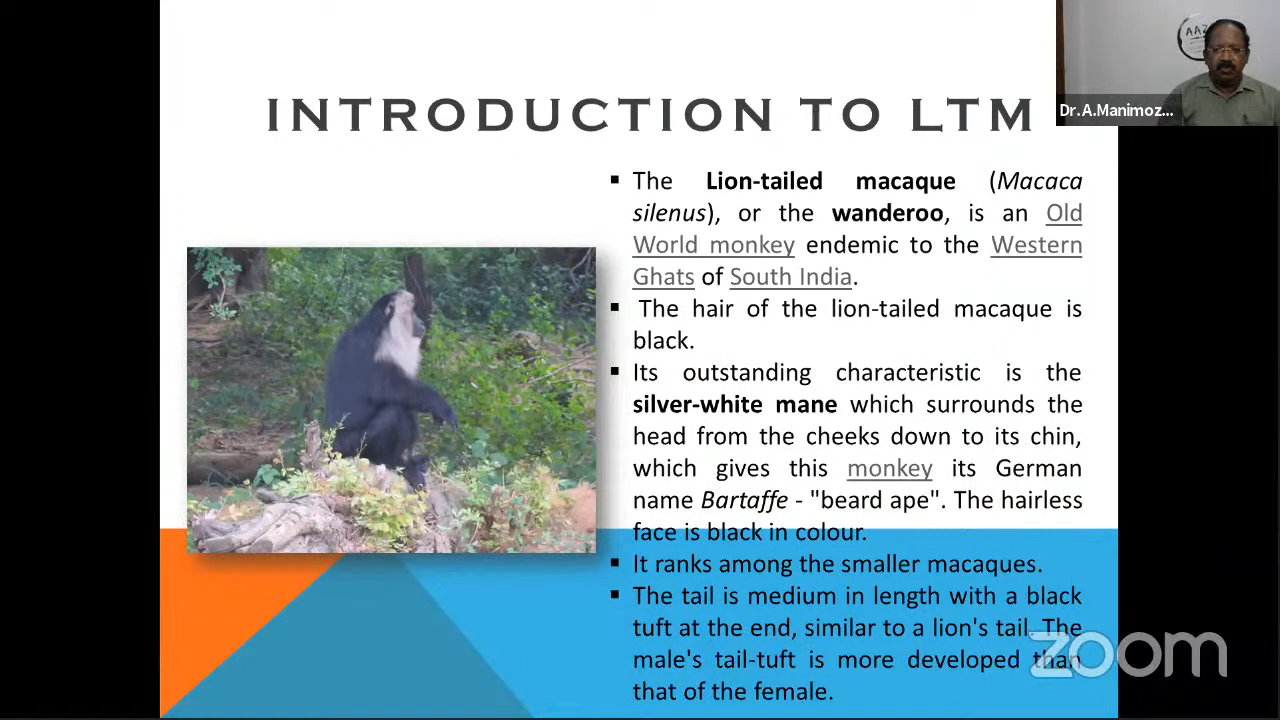 INTRODUCTION TO LTM
AAZ
Dr.A.Manimoz...
▪ The Lion-tailed macaque (Macaca
silenus), or the wanderoo, is an Old
World monkey endemic to the Western
Ghats of South India.
▪ The hair of the lion-tailed macaque is
black.
▪ Its outstanding characteristic is the
silver-white mane which surrounds the
head from the cheeks down to its chin,
which gives this monkey its German
name Bartaffe - "beard ape". The hairless
face is black in colour.
▪ It ranks among the smaller macaques.
▪ The tail is medium in length with a black
tuft at the end, similar to a lion's tail. The
male's tail-tuft is more developed than
that of the female.
zoom